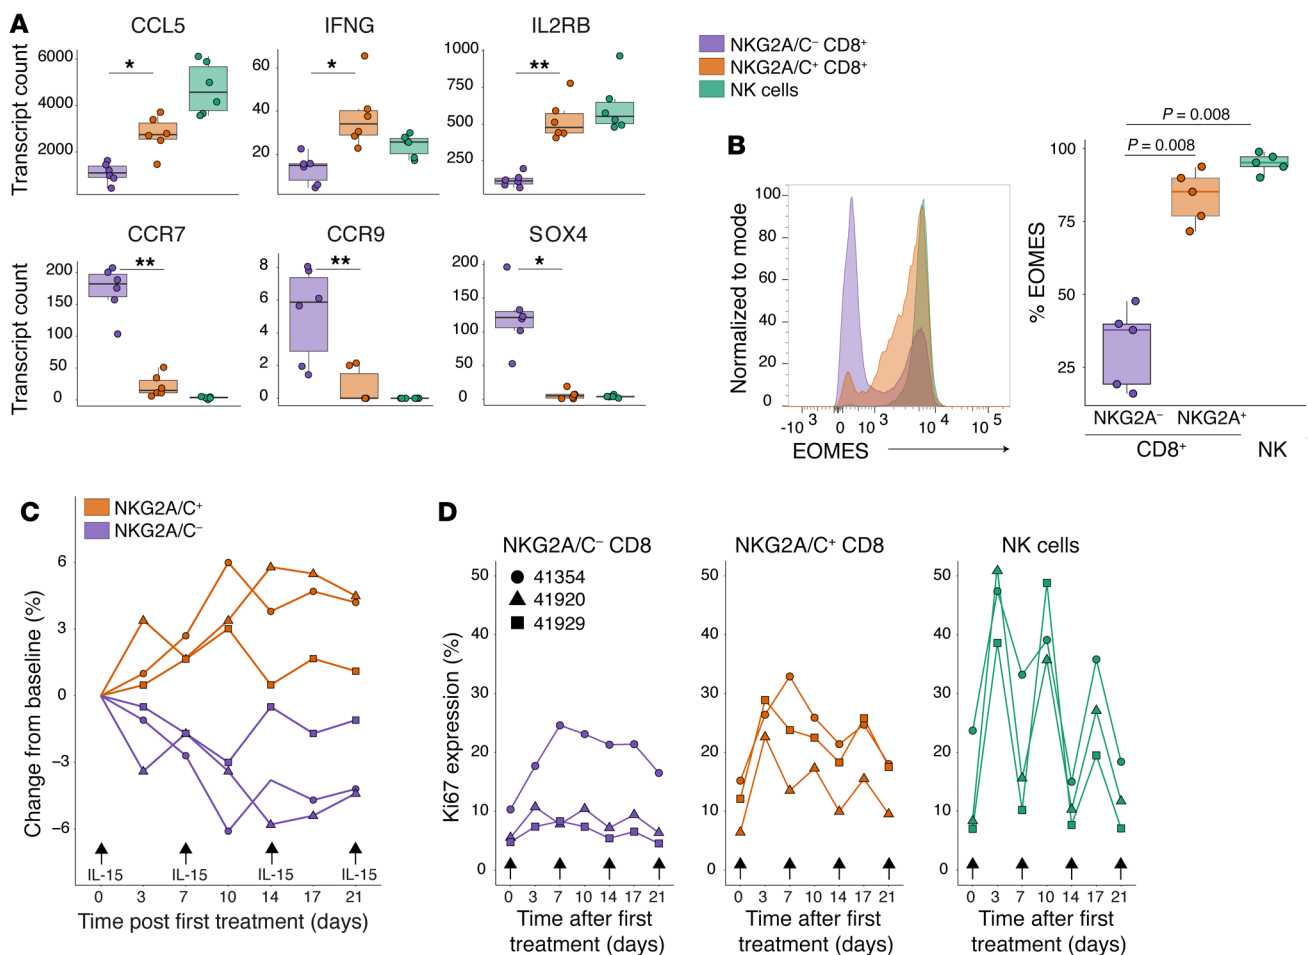 A
CCL5
IFNG
IL2RB
Transcript count
6000
4000
2000
*
60
40
20
*
1000
750
500
250
**
CCR7
CCR9
SOX4
Transcript count
200
150
100
50
0
**
8
6
4
2
0
**
200
150
100
50
0
*
NKG2A/C⁻ CD8⁺
NKG2A/C⁺ CD8⁺
NK cells
B
Normalized to mode
100
80
60
40
20
0
-10³ 0 10³ 10⁴ 10⁵
EOMES
% EOMES
100
75
50
25
P = 0.008
P = 0.008
NKG2A⁻ NKG2A⁺
CD8⁺ NK
C
NKG2A/C⁺
NKG2A/C⁻
Change from baseline (%)
6
3
0
−3
−6
IL-15 IL-15 IL-15 IL-15
0 3 7 10 14 17 21
Time post first treatment (days)
D
NKG2A/C⁻ CD8
NKG2A/C⁺ CD8
NK cells
41354
41920
41929
Ki67 expression (%)
50
40
30
20
10
0
0 3 7 10 14 17 21
Time after first
treatment (days)
50
40
30
20
10
0
0 3 7 10 14 17 21
Time after first
treatment (days)
50
40
30
20
10
0
0 3 7 10 14 17 21
Time after first
treatment (days)